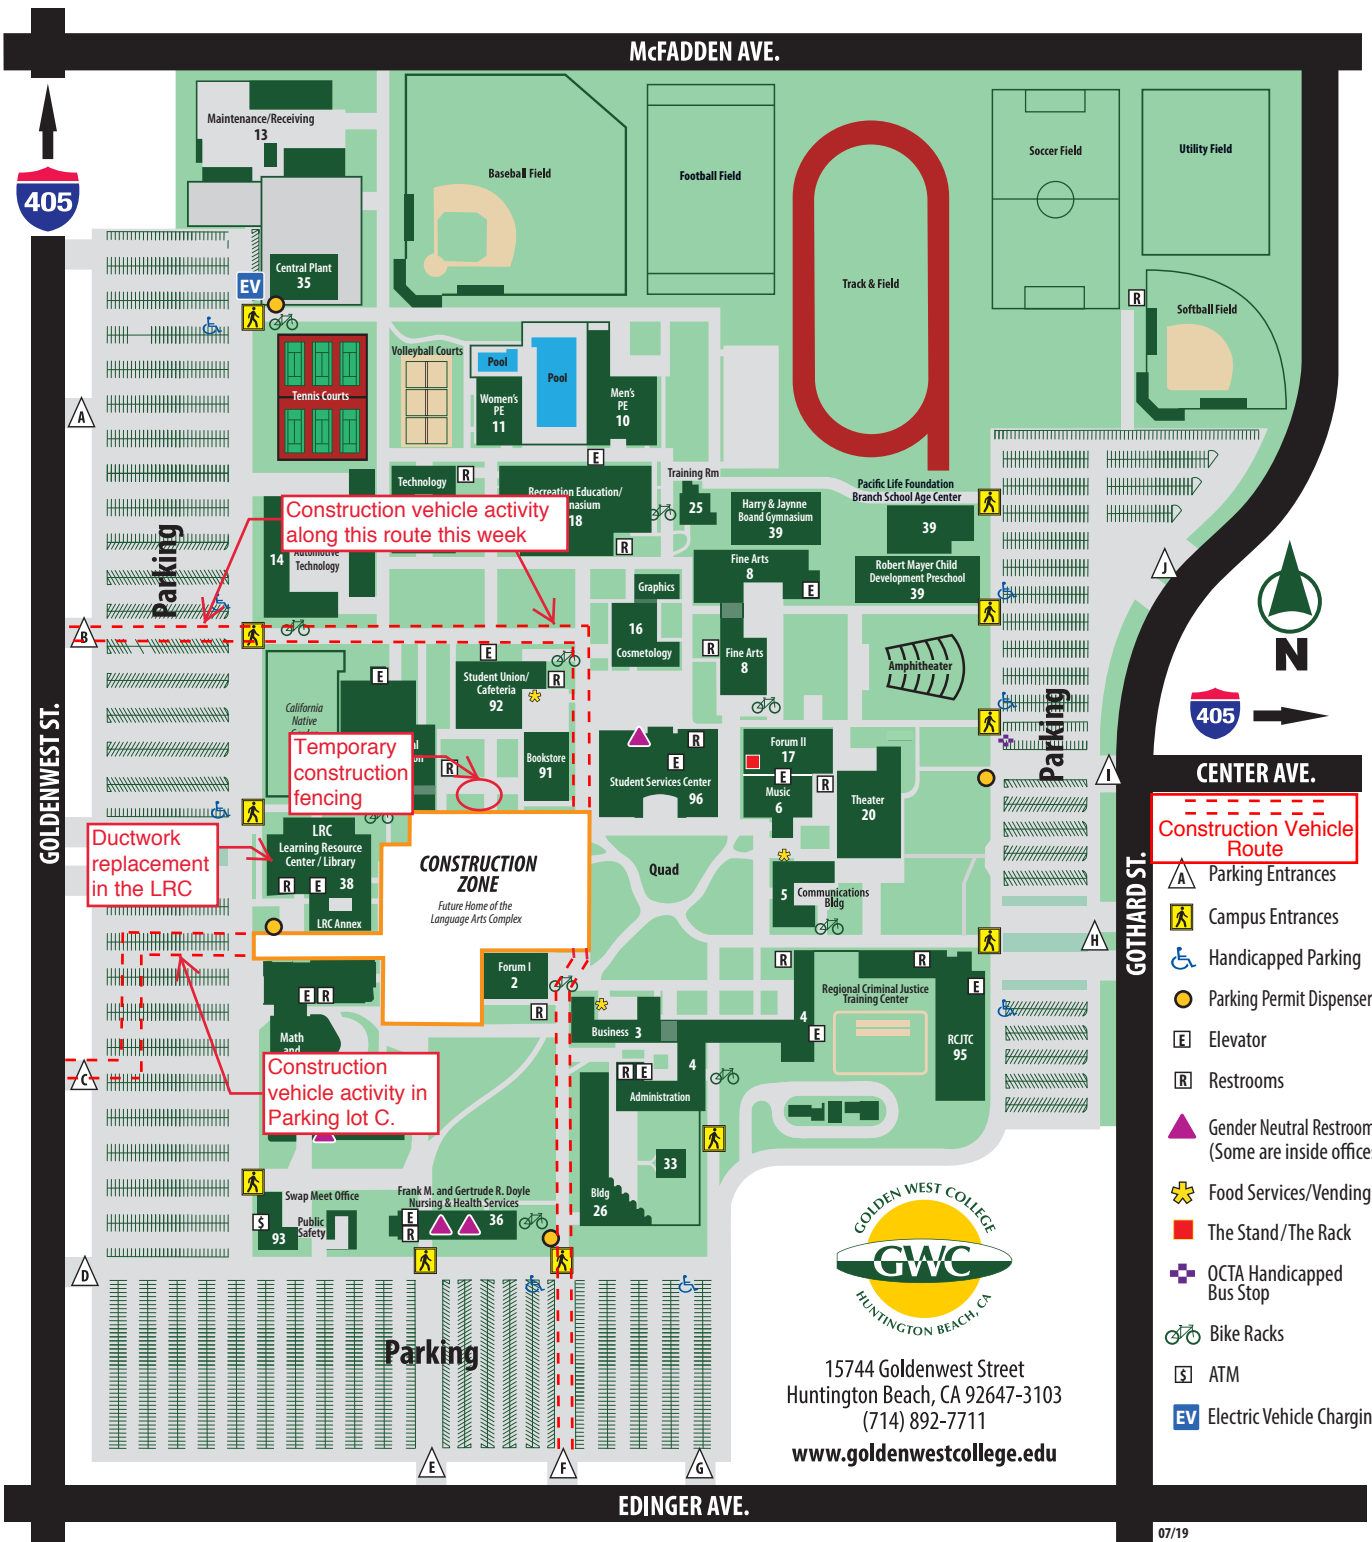 McFADDEN AVE.
Maintenance/Receiving
13
405
Baseball Field
Football Field
Track & Field
Soccer Field
Utility Field
Softball Field
R
EV
Central Plant
35
Tennis Courts
Volleyball Courts
Pool
Pool
Women's
PE
11
Men's
PE
10
A
Parking
Technology
R
E
Recreation Education/
18
R
Training Rm
25
Harry & Jaynne
Board Gymnasium
39
Pacific Life Foundation
Branch School Age Center
39
Robert Mayer Child
Development Preschool
39
Construction vehicle activity
along this route this week
14
Automotive
Technology
Fine Arts
8
E
Graphics
16
Cosmetology
R
Fine Arts
8
Amphitheater
J
N
405
B
GOLDENWEST ST.
California
Native
E
E
Student Union/
Cafeteria
92
R
Temporary
construction
fencing
R
Bookstore
91
R
E
Student Services Center
96
Forum II
17
E
Music
6
R
Theater
20
Parking
I
CENTER AVE.
GOTHARD ST.
Ductwork
replacement
in the LRC
LRC
Learning Resource
Center / Library
R
E
38
LRC Annex
CONSTRUCTION
ZONE
Future Home of the
Language Arts Complex
Quad
5
Communications
Bldg
H
Construction Vehicle
Route
A
Parking Entrances
Campus Entrances
Handicapped Parking
Parking Permit Dispenser
E
Elevator
R
Restrooms
Gender Neutral Restroom
(Some are inside office
Food Services/Vending
The Stand/The Rack
OCTA Handicapped
Bus Stop
Bike Racks
$
ATM
EV
Electric Vehicle Chargin
E
R
Math
and
Forum I
2
R
Business 3
4
R
E
4
Administration
R
R
E
E
Regional Criminal Justice
Training Center
RCJTC
95
C
Construction
vehicle activity in
Parking lot C.
33
Bldg
26
Swap Meet Office
$
93
Public
Safety
Frank M. and Gertrude R. Doyle
Nursing & Health Services
E
R
36
D
Parking
E
F
G
GOLDEN WEST COLLEGE
GWC
HUNTINGTON BEACH, CA
15744 Goldenwest Street
Huntington Beach, CA 92647-3103
(714) 892-7711
www.goldenwestcollege.edu
EDINGER AVE.
07/19